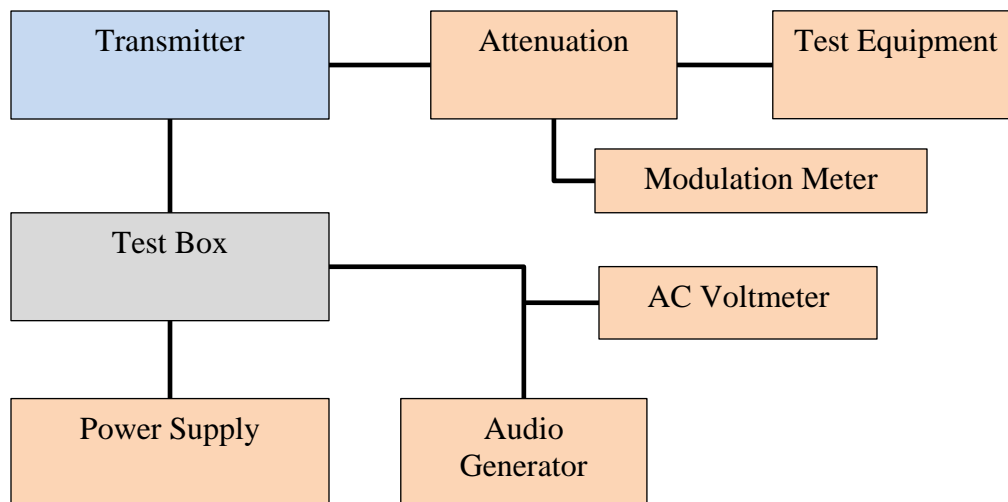 Transmitter
Attenuation
Test Equipment
Modulation Meter
Test Box
AC Voltmeter
Power Supply
Audio
Generator